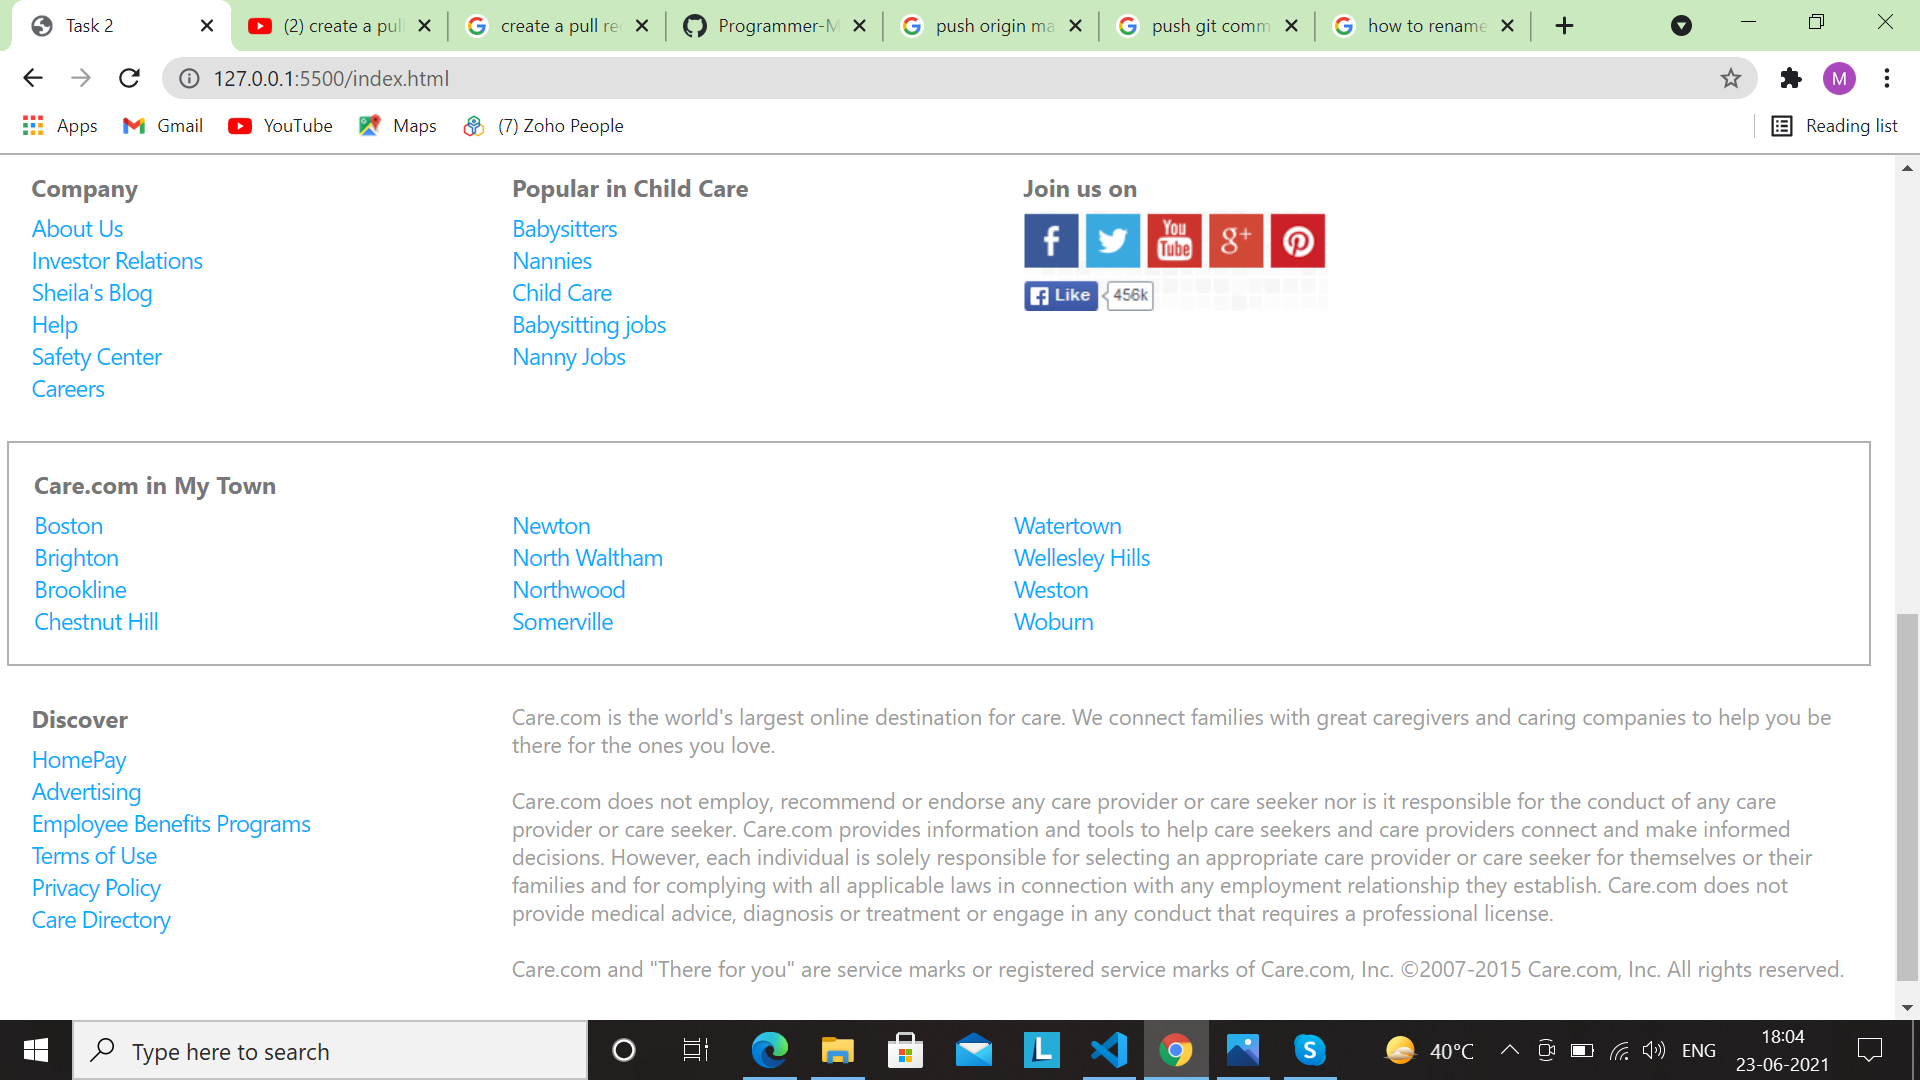 Task 2
(2) create a pull
create a pull rec
Programmer-M
push origin ma
push git comm
how to rename
127.0.0.1:5500/index.html
M
Apps
Gmail
YouTube
Maps
(7) Zoho People
Reading list
Company
About Us
Investor Relations
Sheila's Blog
Help
Safety Center
Careers
Popular in Child Care
Babysitters
Nannies
Child Care
Babysitting jobs
Nanny Jobs
Join us on
f
You
Tube
g+
Like
456k
Care.com in My Town
Boston
Brighton
Brookline
Chestnut Hill
Newton
North Waltham
Northwood
Somerville
Watertown
Wellesley Hills
Weston
Woburn
Discover
HomePay
Advertising
Employee Benefits Programs
Terms of Use
Privacy Policy
Care Directory
Care.com is the world's largest online destination for care. We connect families with great caregivers and caring companies to help you be
there for the ones you love.
Care.com does not employ, recommend or endorse any care provider or care seeker nor is it responsible for the conduct of any care
provider or care seeker. Care.com provides information and tools to help care seekers and care providers connect and make informed
decisions. However, each individual is solely responsible for selecting an appropriate care provider or care seeker for themselves or their
families and for complying with all applicable laws in connection with any employment relationship they establish. Care.com does not
provide medical advice, diagnosis or treatment or engage in any conduct that requires a professional license.
Care.com and "There for you" are service marks or registered service marks of Care.com, Inc. ©2007-2015 Care.com, Inc. All rights reserved.
Type here to search
L
S
40°C
ENG
18:04
23-06-2021